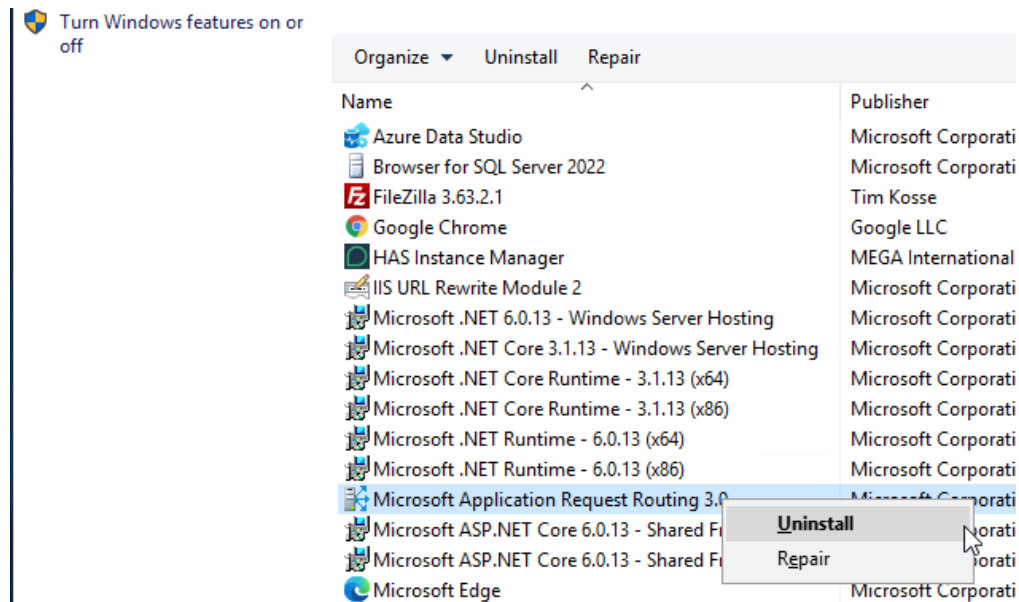 Turn Windows features on or
off
Organize Uninstall Repair
Name Publisher
Azure Data Studio Microsoft Corporati
Browser for SQL Server 2022 Microsoft Corporati
FileZilla 3.63.2.1 Tim Kosse
Google Chrome Google LLC
HAS Instance Manager MEGA International
IIS URL Rewrite Module 2 Microsoft Corporati
Microsoft .NET 6.0.13 - Windows Server Hosting Microsoft Corporati
Microsoft .NET Core 3.1.13 - Windows Server Hosting Microsoft Corporati
Microsoft .NET Core Runtime - 3.1.13 (x64) Microsoft Corporati
Microsoft .NET Core Runtime - 3.1.13 (x86) Microsoft Corporati
Microsoft .NET Runtime - 6.0.13 (x64) Microsoft Corporati
Microsoft .NET Runtime - 6.0.13 (x86) Microsoft Corporati
Microsoft Application Request Routing 3.0 Microsoft Corporati
Uninstall
Microsoft ASP.NET Core 6.0.13 - Shared Fr porati
Repair
Microsoft ASP.NET Core 6.0.13 - Shared Fr porati
Microsoft Edge Microsoft Corporati